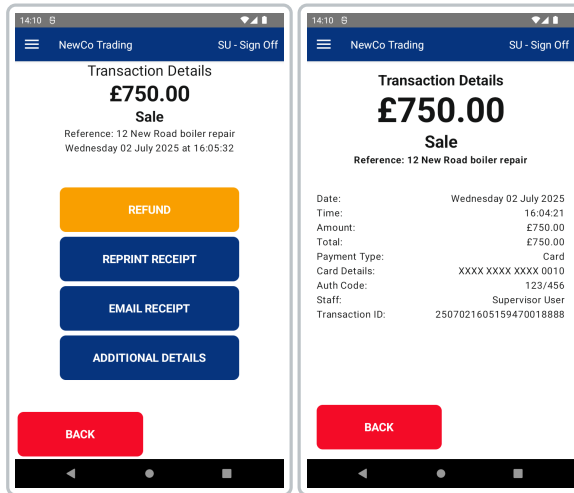 14:10
NewCo Trading SU - Sign Off
Transaction Details
£750.00
Sale
Reference: 12 New Road boiler repair
Wednesday 02 July 2025 at 16:05:32
REFUND
REPRINT RECEIPT
EMAIL RECEIPT
ADDITIONAL DETAILS
BACK
14:10
NewCo Trading SU - Sign Off
Transaction Details
£750.00
Sale
Reference: 12 New Road boiler repair
Date: Wednesday 02 July 2025
Time: 16:04:21
Amount: £750.00
Total: £750.00
Payment Type: Card
Card Details: XXXX XXXX XXXX 0010
Auth Code: 123/456
Staff: Supervisor User
Transaction ID: 2507021605159470018888
BACK